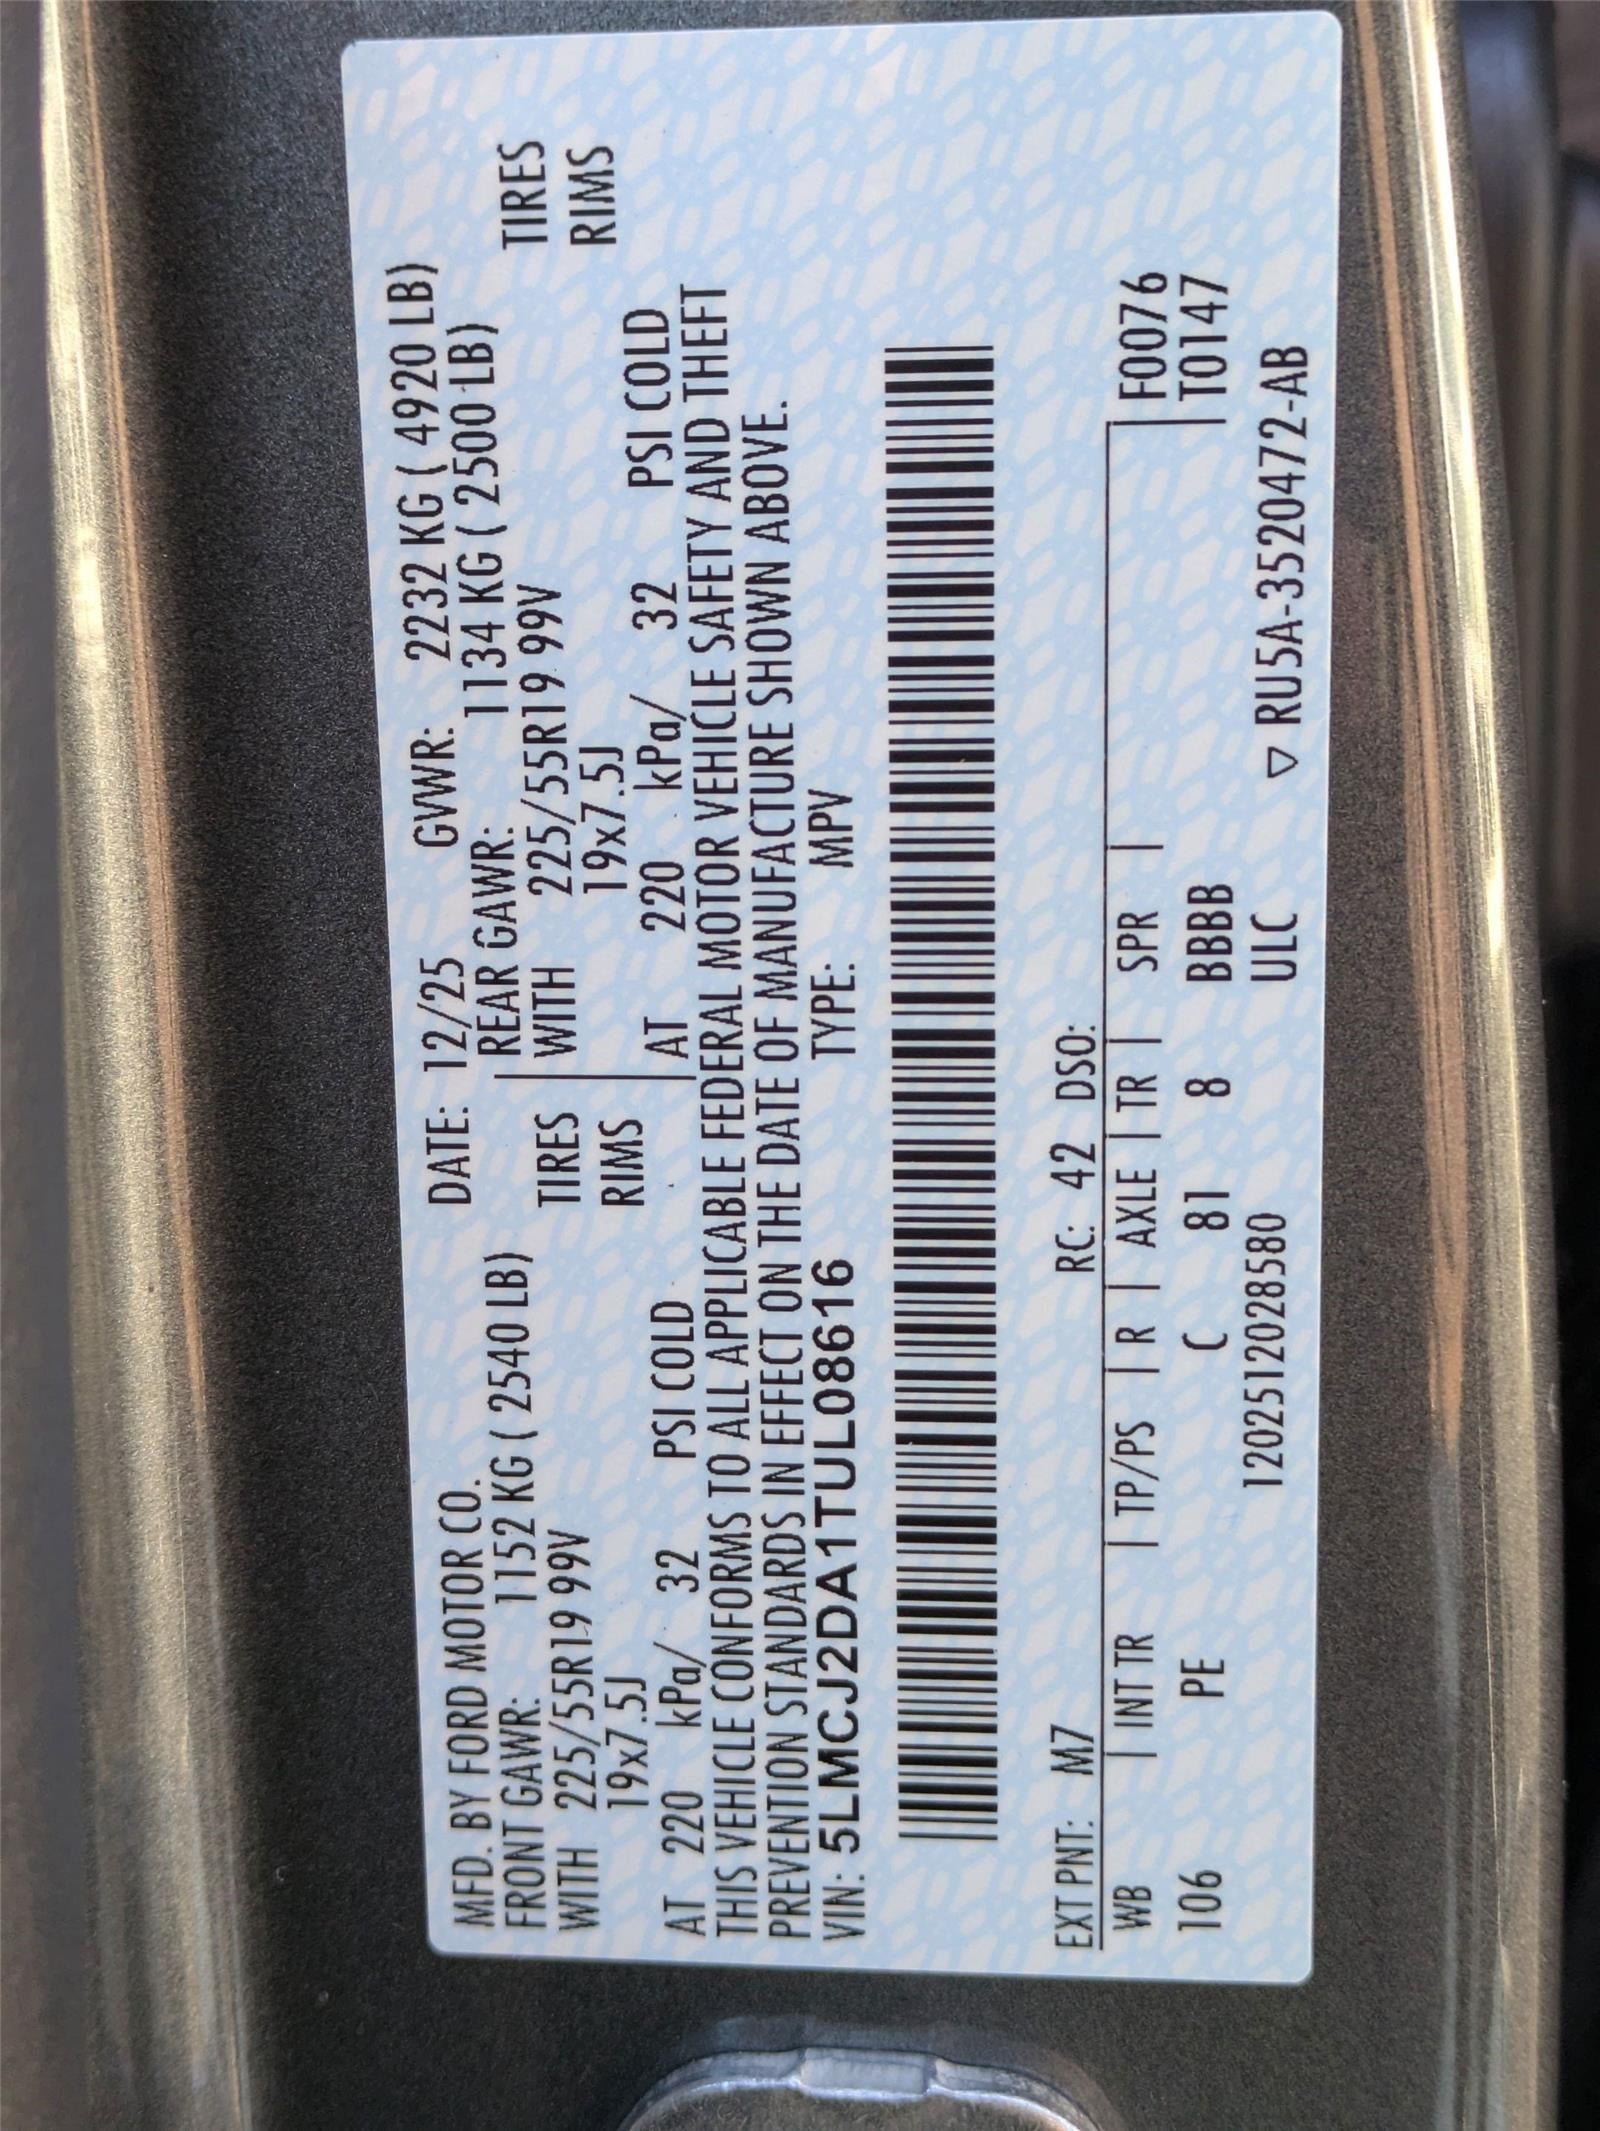 MFD. BY FORD MOTOR CO. DATE: 12/25 GVWR: 2232 KG ( 4920 LB)
FRONT GAWR: 1152 KG ( 2540 LB) REAR GAWR: 1134 KG ( 2500 LB)
WITH 225/55R19 99V TIRES WITH 225/55R19 99V TIRES
19x7.5J RIMS 19x7.5J RIMS
AT 220 kPa/ 32 PSI COLD AT 220 kPa/ 32 PSI COLD
THIS VEHICLE CONFORMS TO ALL APPLICABLE FEDERAL MOTOR VEHICLE SAFETY AND THEFT
PREVENTION STANDARDS IN EFFECT ON THE DATE OF MANUFACTURE SHOWN ABOVE.
VIN: 5LMCJ2DA1TUL08616 TYPE: MPV
EXT PNT: M7 RC: 42 DSO:
WB | INT TR | TP/PS | R | AXLE | TR | SPR | F0076
106 PE C 81 8 BBBB T0147
1202512028580 ULC ▽ RU5A-3520472-AB